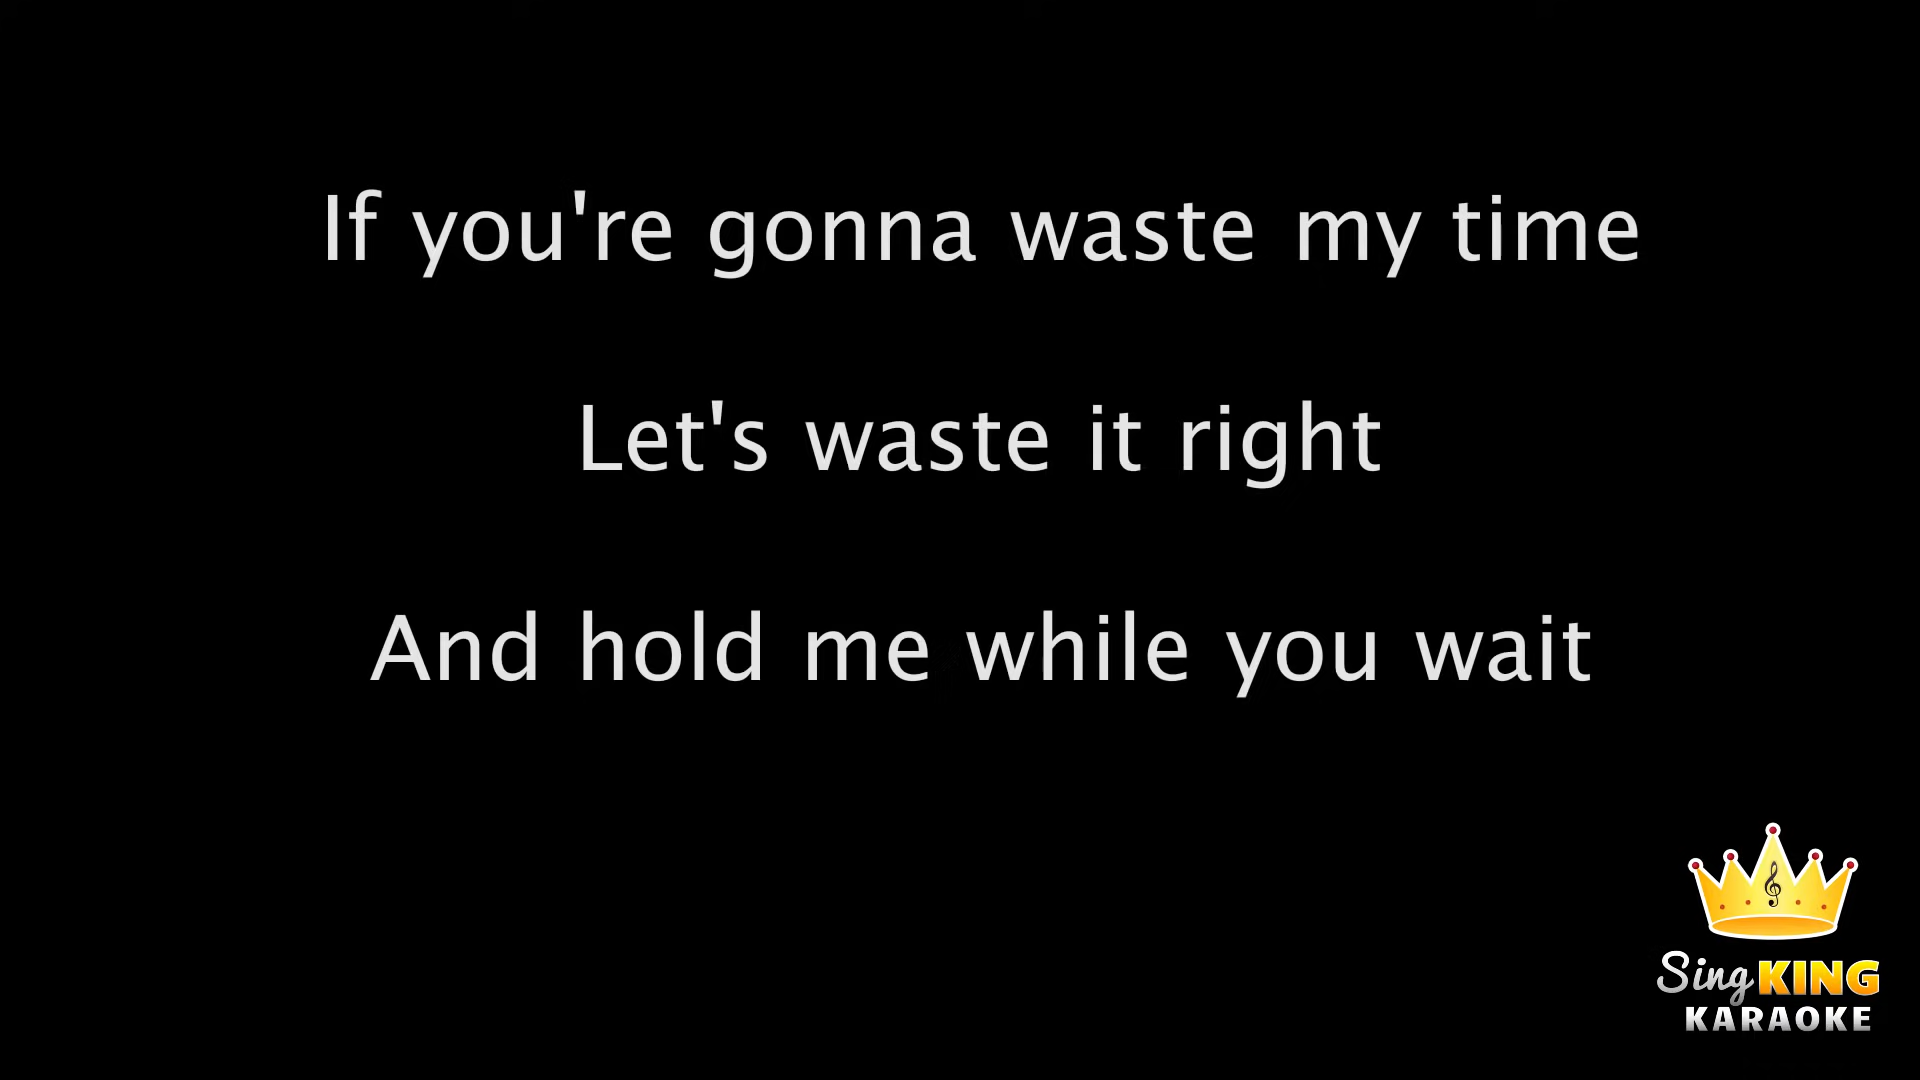 If you're gonna waste my time
Let's waste it right
And hold me while you wait
Sing KING
KARAOKE